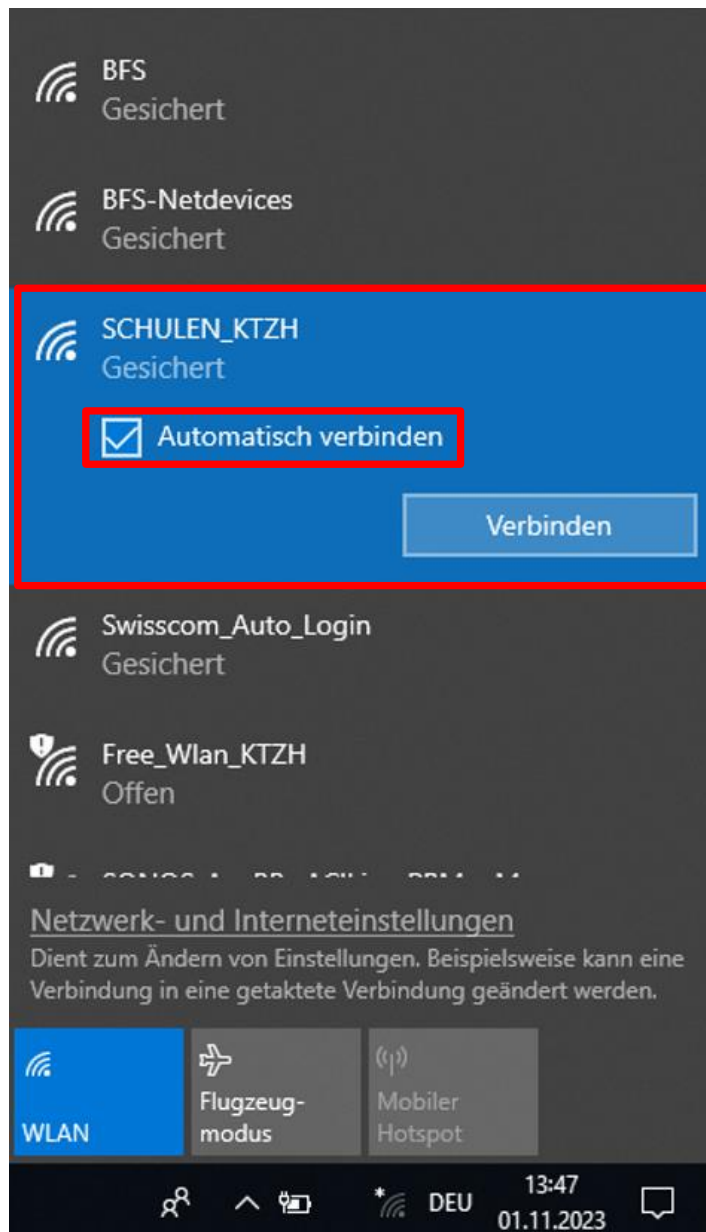 BFS
Gesichert
BFS-Netdevices
Gesichert
SCHULEN_KTZH
Gesichert
Automatisch verbinden
Verbinden
Swisscom_Auto_Login
Gesichert
Free_Wlan_KTZH
Offen
Netzwerk- und Interneteinstellungen
Dient zum Ändern von Einstellungen. Beispielsweise kann eine
Verbindung in eine getaktete Verbindung geändert werden.
WLAN
Flugzeug-
modus
Mobiler
Hotspot
DEU
13:47
01.11.2023